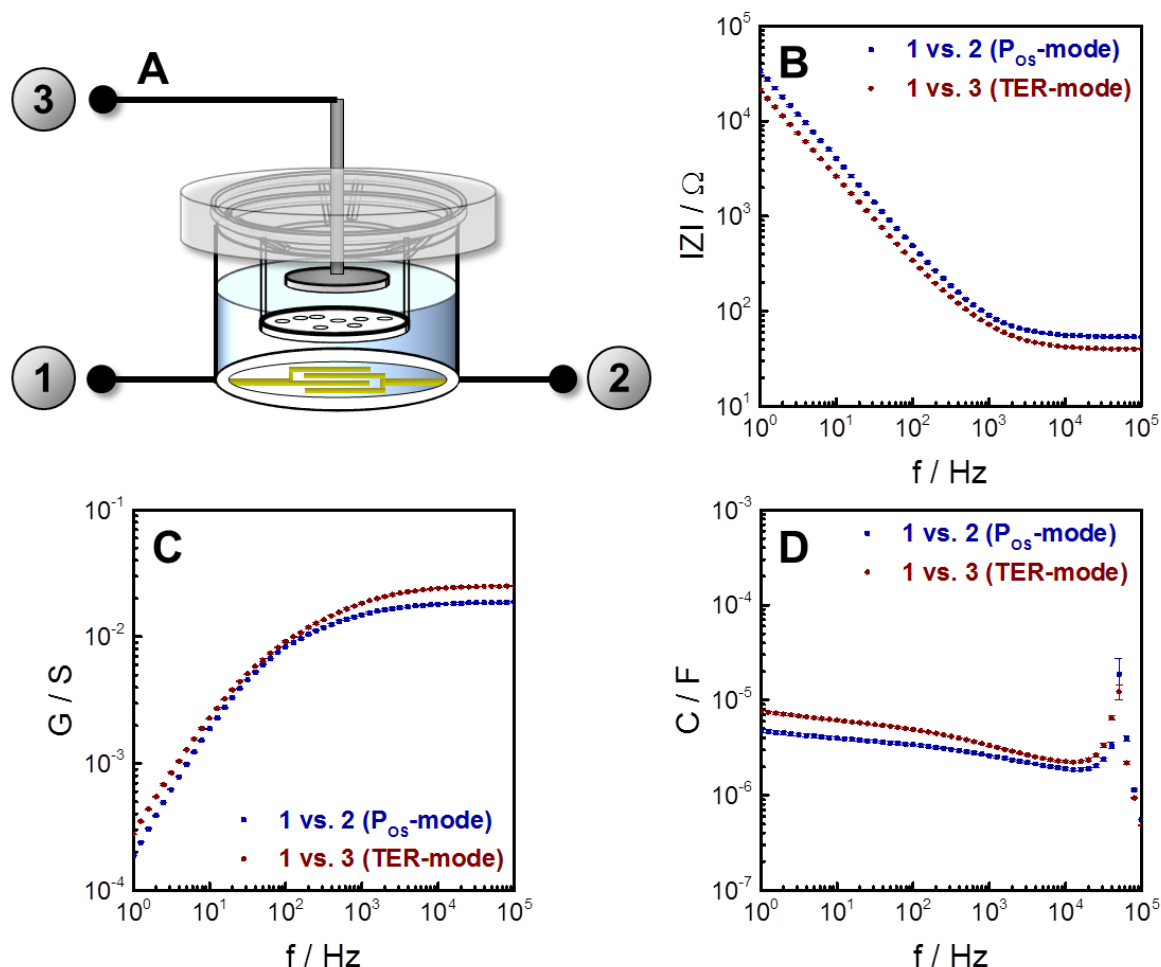 A
3
1
2
B
1 vs. 2 (P_OS-mode)
1 vs. 3 (TER-mode)
10^5
10^4
10^3
10^2
10^1
IZI / Ω
10^0 10^1 10^2 10^3 10^4 10^5
f / Hz
C
10^-1
10^-2
10^-3
10^-4
G / S
1 vs. 2 (P_OS-mode)
1 vs. 3 (TER-mode)
10^0 10^1 10^2 10^3 10^4 10^5
f / Hz
D
1 vs. 2 (P_OS-mode)
1 vs. 3 (TER-mode)
10^-3
10^-4
10^-5
10^-6
10^-7
C / F
10^0 10^1 10^2 10^3 10^4 10^5
f / Hz